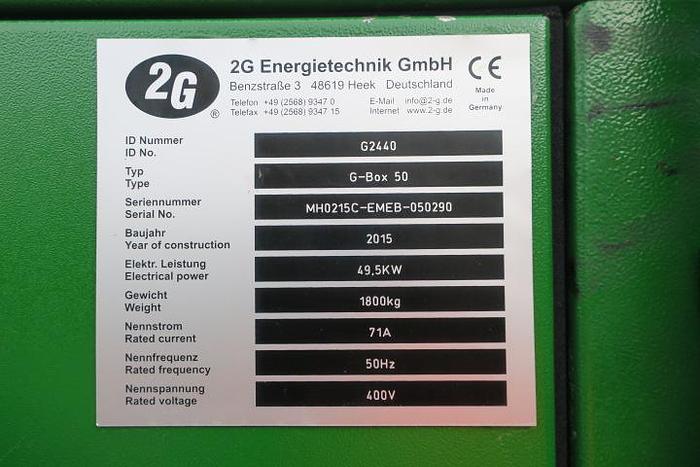 2G
®
2G Energietechnik GmbH
Benzstraße 3 48619 Heek Deutschland
Telefon +49 (2568) 9347 0 E-Mail info@2-g.de
Telefax +49 (2568) 9347 15 Internet www.2-g.de
CE
Made
in
Germany
ID Nummer
ID No.
G2440
Typ
Type
G-Box 50
Seriennummer
Serial No.
MH0215C-EMEB-050290
Baujahr
Year of construction
2015
Elektr. Leistung
Electrical power
49,5KW
Gewicht
Weight
1800kg
Nennstrom
Rated current
71A
Nennfrequenz
Rated frequency
50Hz
Nennspannung
Rated voltage
400V